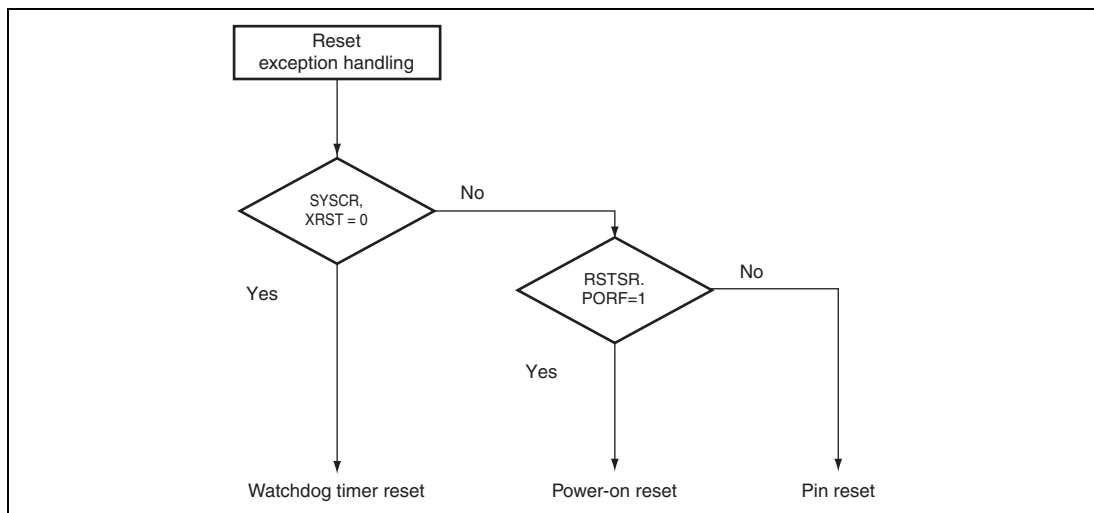 Reset
exception handling
SYSCR,
XRST = 0
No
Yes
RSTSR.
PORF=1
No
Yes
Watchdog timer reset
Power-on reset
Pin reset